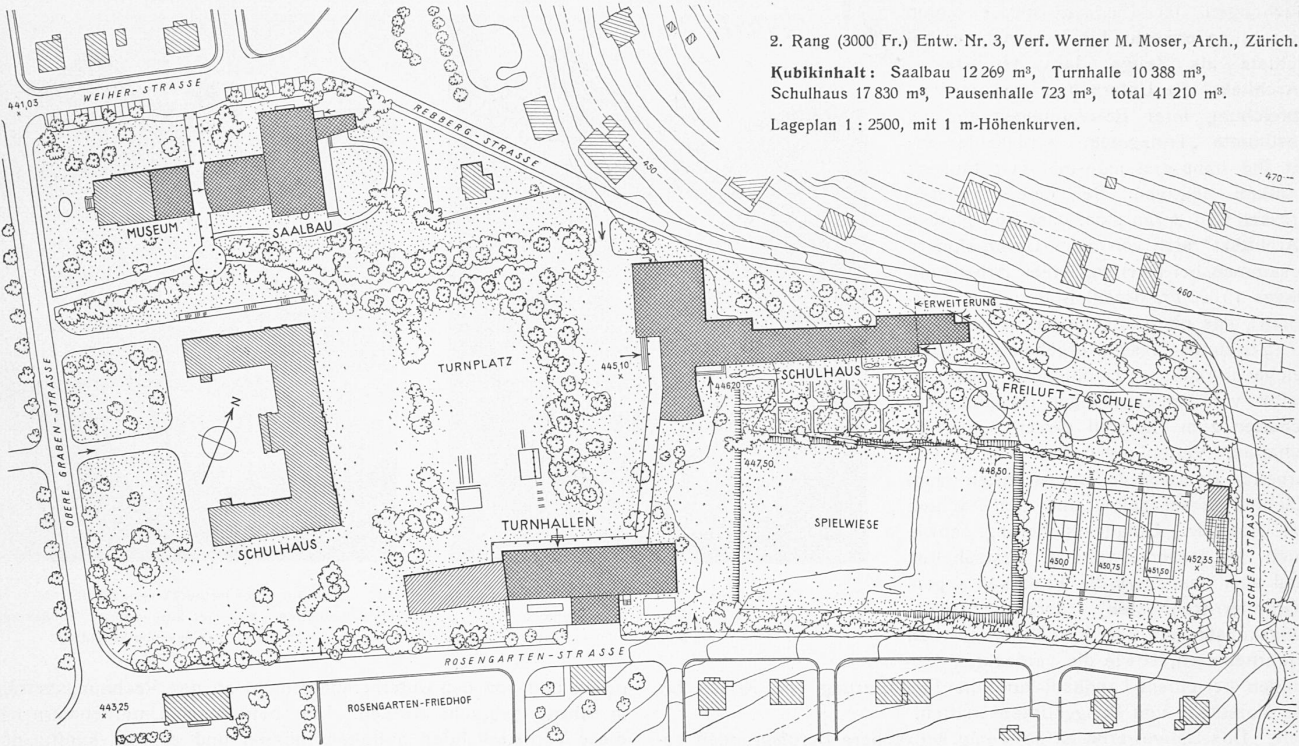 2. Rang (3000 Fr.) Entw. Nr. 3, Verf. Werner M. Moser, Arch., Zürich.
Kubikinhalt: Saalbau 12 269 m³, Turnhalle 10 388 m³,
Schulhaus 17 830 m³, Pausenhalle 723 m³, total 41 210 m³.
Lageplan 1 : 2500, mit 1 m-Höhenkurven.
441,03
WEIHER-STRASSE
REBBERG-STRASSE
450
470
460
MUSEUM
SAALBAU
ERWEITERUNG
OBERE GRABEN-STRASSE
N
TURNPLATZ
445,10
446.20
SCHULHAUS
FREILUFT-SCHULE
447,50
448,50
SPIELWIESE
SCHULHAUS
TURNHALLEN
450,0
450,75
451,50
452,35
FISCHER-STRASSE
ROSENGARTEN-STRASSE
443,25
ROSENGARTEN-FRIEDHOF